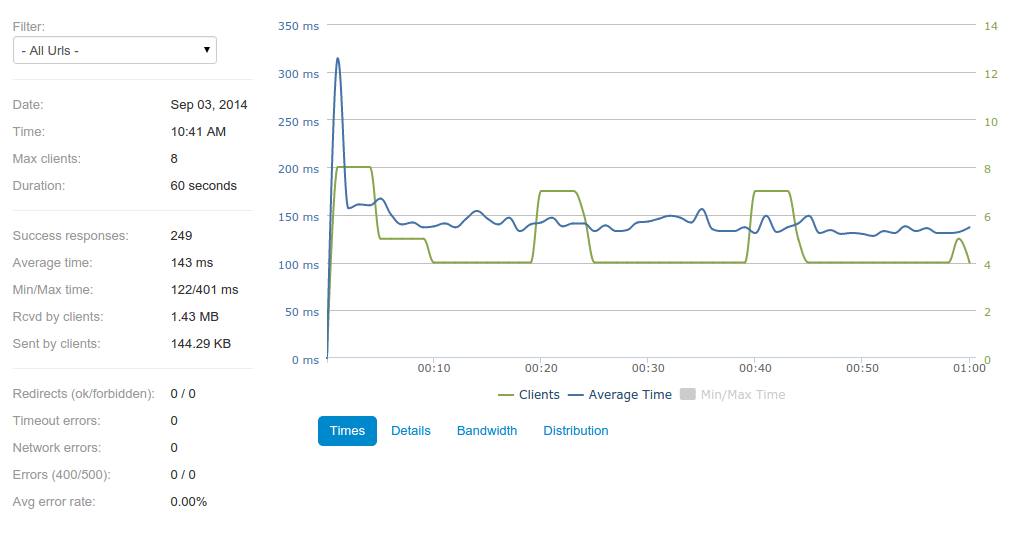 Filter:
- All Urls -
Date: Sep 03, 2014
Time: 10:41 AM
Max clients: 8
Duration: 60 seconds
Success responses: 249
Average time: 143 ms
Min/Max time: 122/401 ms
Rcvd by clients: 1.43 MB
Sent by clients: 144.29 KB
Redirects (ok/forbidden): 0 / 0
Timeout errors: 0
Network errors: 0
Errors (400/500): 0 / 0
Avg error rate: 0.00%
350 ms 14
300 ms 12
250 ms 10
200 ms 8
150 ms 6
100 ms 4
50 ms 2
0 ms 0
00:10 00:20 00:30 00:40 00:50 01:00
Clients Average Time Min/Max Time
Times Details Bandwidth Distribution